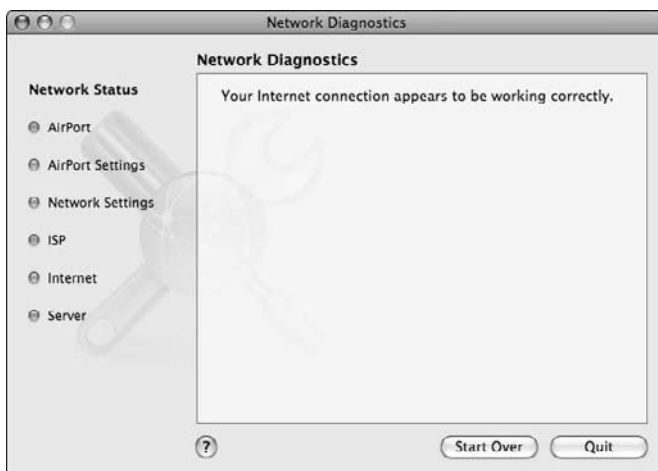 Network Diagnostics
Network Diagnostics
Network Status
Your Internet connection appears to be working correctly.
AirPort
AirPort Settings
Network Settings
ISP
Internet
Server
?
Start Over
Quit